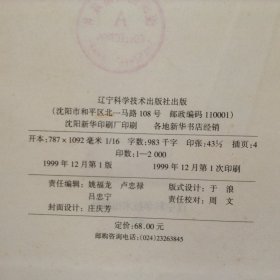 辽宁科学技术出版社出版
(沈阳市和平区北一马路108号 邮政编码110001)
沈阳新华印刷厂印刷 各地新华书店经销
开本:787×1092毫米1/16 字数:983千字 印张:43½ 插页:4
印数:1—2 000
1999年12月第1版 1999年12月第1次印刷
责任编辑:姚福龙 卢忠禄 版式设计:于 浪
吕忠宁 责任校对:周 文
封面设计:庄庆芳
定价:68.00元
邮购咨询电话:(024)23263845